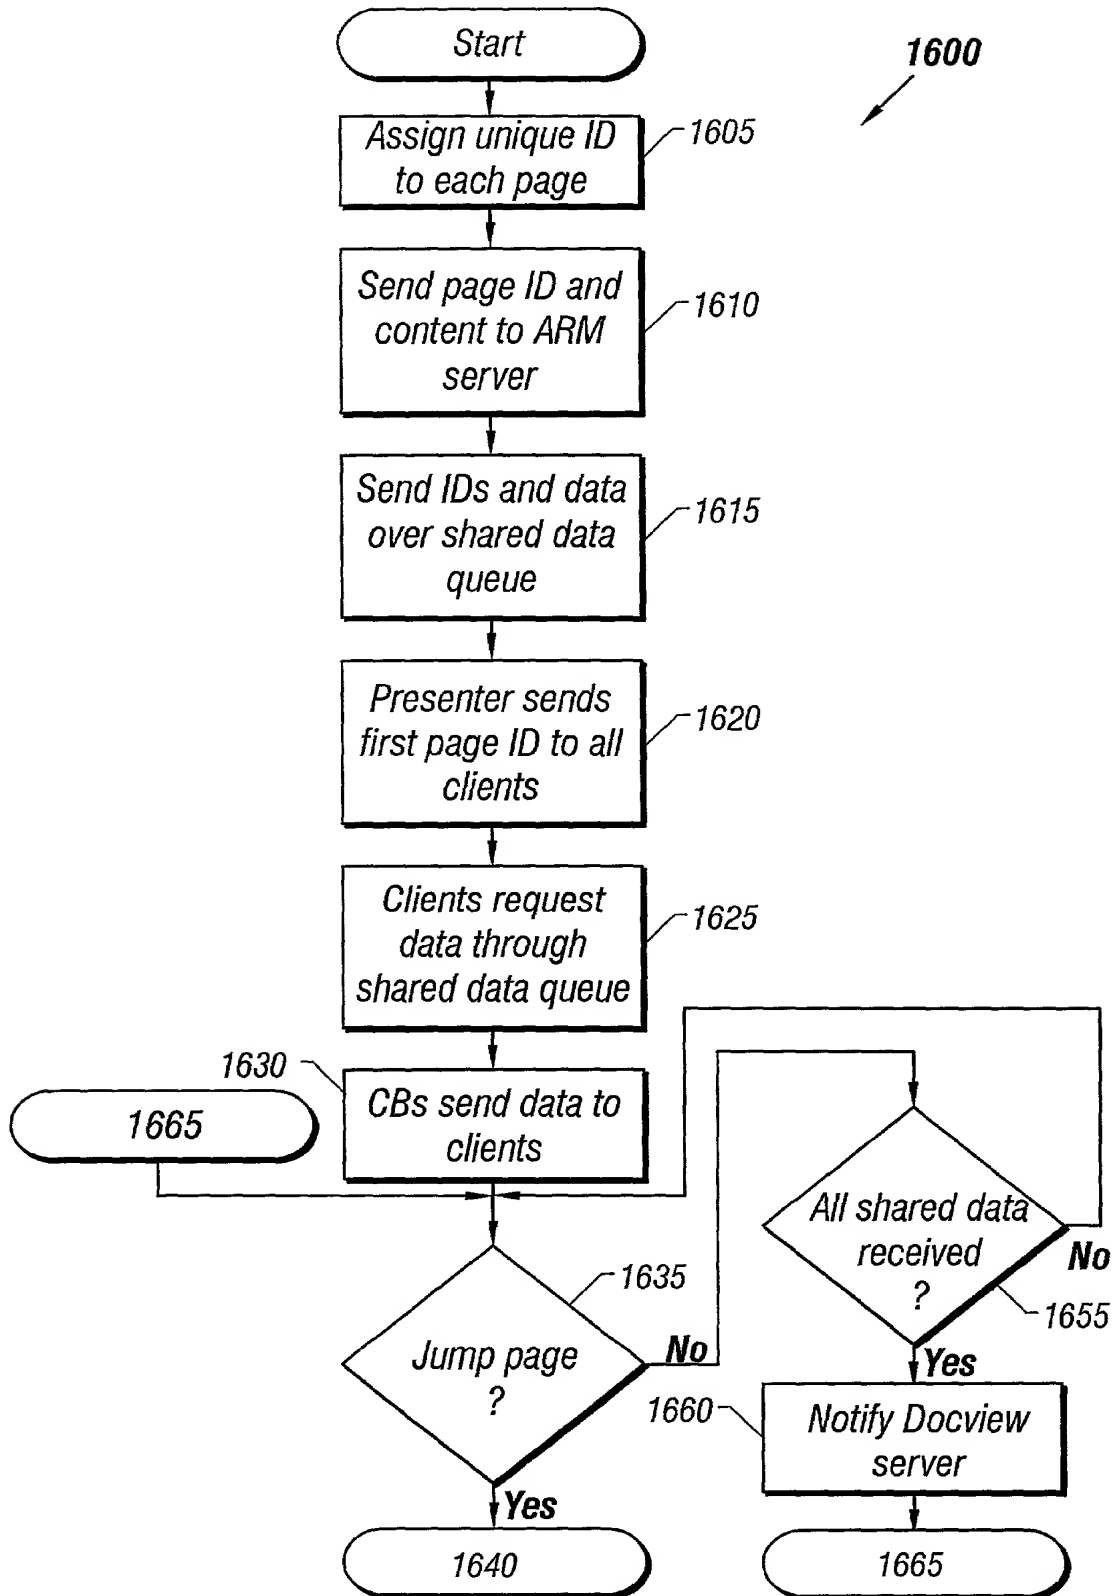 Start
1600
Assign unique ID
to each page
1605
Send page ID and
content to ARM
server
1610
Send IDs and data
over shared data
queue
1615
Presenter sends
first page ID to all
clients
1620
Clients request
data through
shared data queue
1625
1630
CBs send data to
clients
1665
All shared data
received
?
No
1655
1635
Jump page
?
No
Yes
1660
Notify Docview
server
Yes
1640
1665